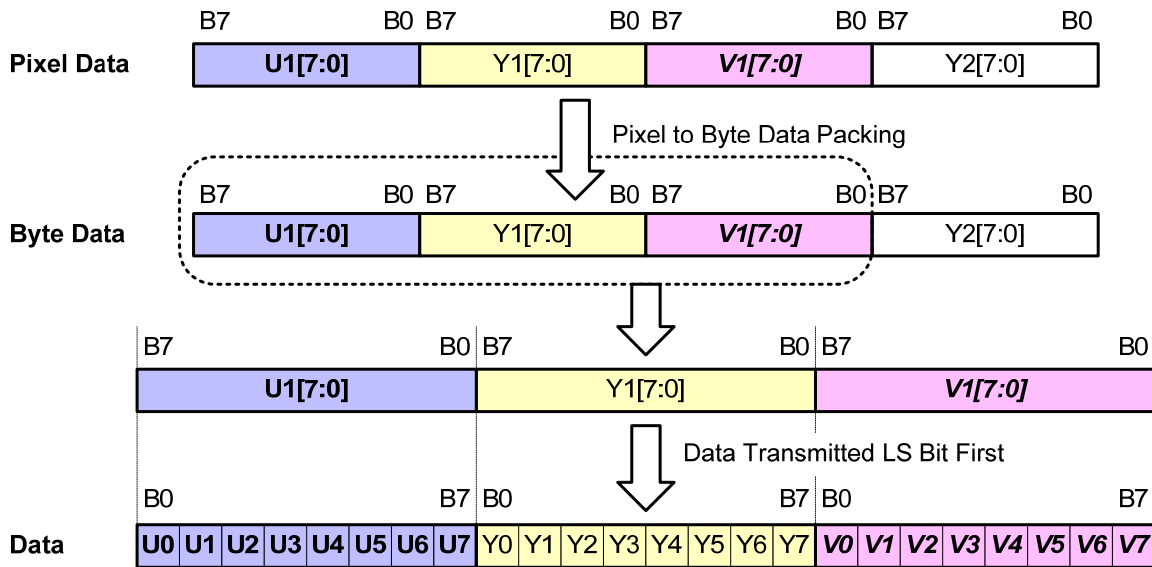 B7 B0 B7 B0 B7 B0 B7 B0
Pixel Data U1[7:0] Y1[7:0] V1[7:0] Y2[7:0]
Pixel to Byte Data Packing
B7 B0 B7 B0 B7 B0 B7 B0
Byte Data U1[7:0] Y1[7:0] V1[7:0] Y2[7:0]
B7 B0 B7 B0 B7 B0
U1[7:0] Y1[7:0] V1[7:0]
Data Transmitted LS Bit First
B0 B7 B0 B7 B0 B7
Data U0 U1 U2 U3 U4 U5 U6 U7 Y0 Y1 Y2 Y3 Y4 Y5 Y6 Y7 V0 V1 V2 V3 V4 V5 V6 V7